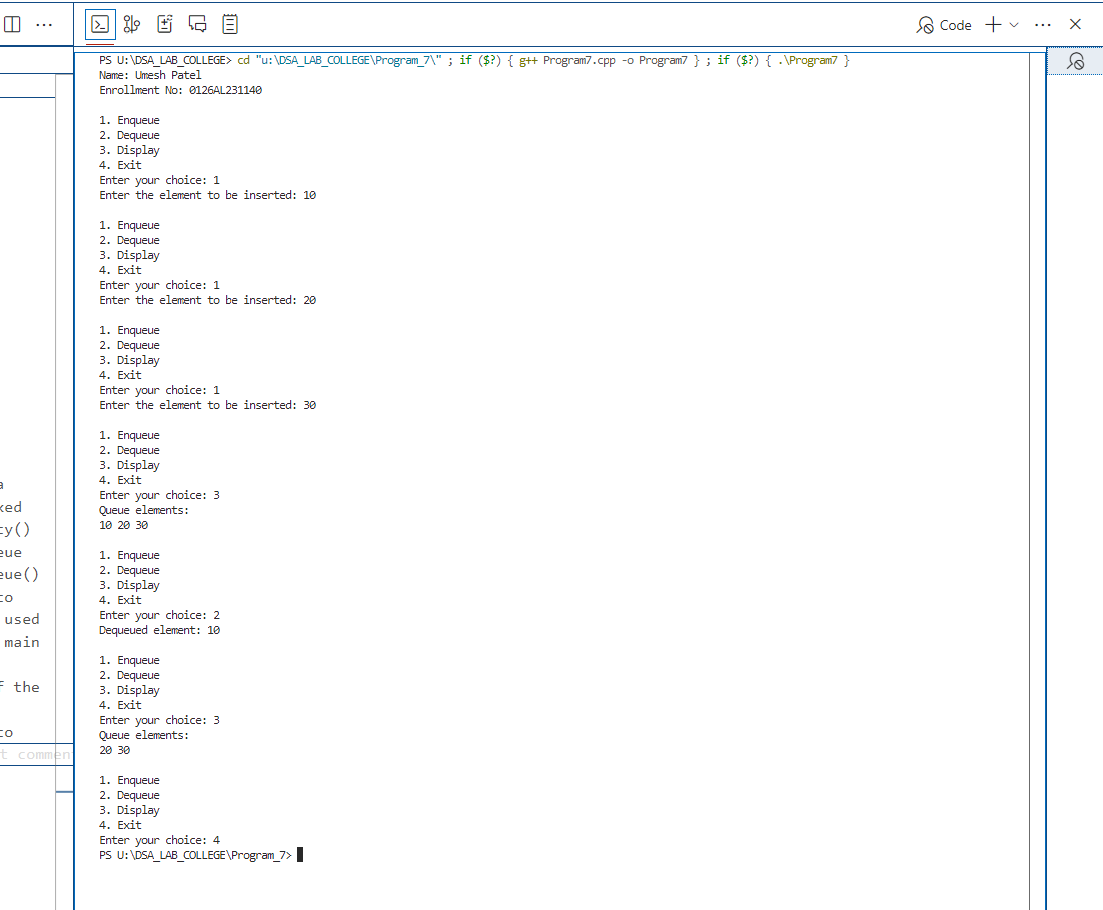 Code
PS U:\DSA_LAB_COLLEGE> cd "u:\DSA_LAB_COLLEGE\Program_7\" ; if ($?) { g++ Program7.cpp -o Program7 } ; if ($?) { .\Program7 }
Name: Umesh Patel
Enrollment No: 0126AL231140

1. Enqueue
2. Dequeue
3. Display
4. Exit
Enter your choice: 1
Enter the element to be inserted: 10

1. Enqueue
2. Dequeue
3. Display
4. Exit
Enter your choice: 1
Enter the element to be inserted: 20

1. Enqueue
2. Dequeue
3. Display
4. Exit
Enter your choice: 1
Enter the element to be inserted: 30

1. Enqueue
2. Dequeue
3. Display
4. Exit
Enter your choice: 3
Queue elements:
10 20 30

1. Enqueue
2. Dequeue
3. Display
4. Exit
Enter your choice: 2
Dequeued element: 10

1. Enqueue
2. Dequeue
3. Display
4. Exit
Enter your choice: 3
Queue elements:
20 30

1. Enqueue
2. Dequeue
3. Display
4. Exit
Enter your choice: 4
PS U:\DSA_LAB_COLLEGE\Program_7>
used
main
the